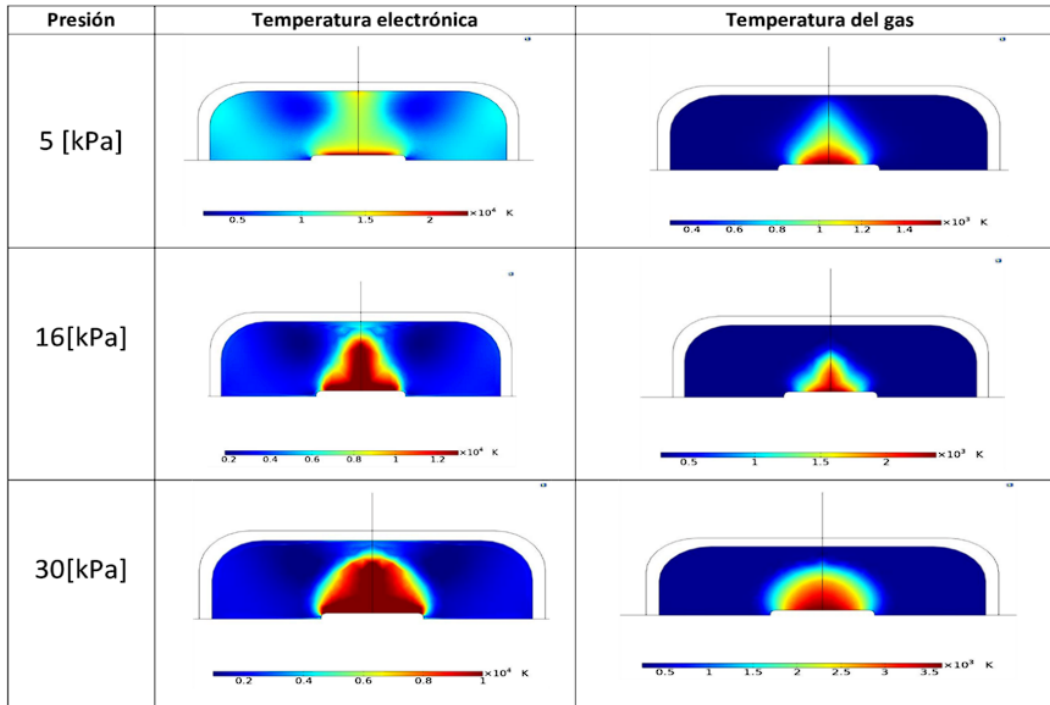 Presión Temperatura electrónica Temperatura del gas
5 [kPa]
0.5 1 1.5 2 ×10⁴ K
0.4 0.6 0.8 1 1.2 1.4 ×10³ K
16[kPa]
0.2 0.4 0.6 0.8 1 1.2 ×10⁴ K
0.5 1 1.5 2 ×10³ K
30[kPa]
0.2 0.4 0.6 0.8 1 ×10⁴ K
0.5 1 1.5 2 2.5 3 3.5 ×10³ K